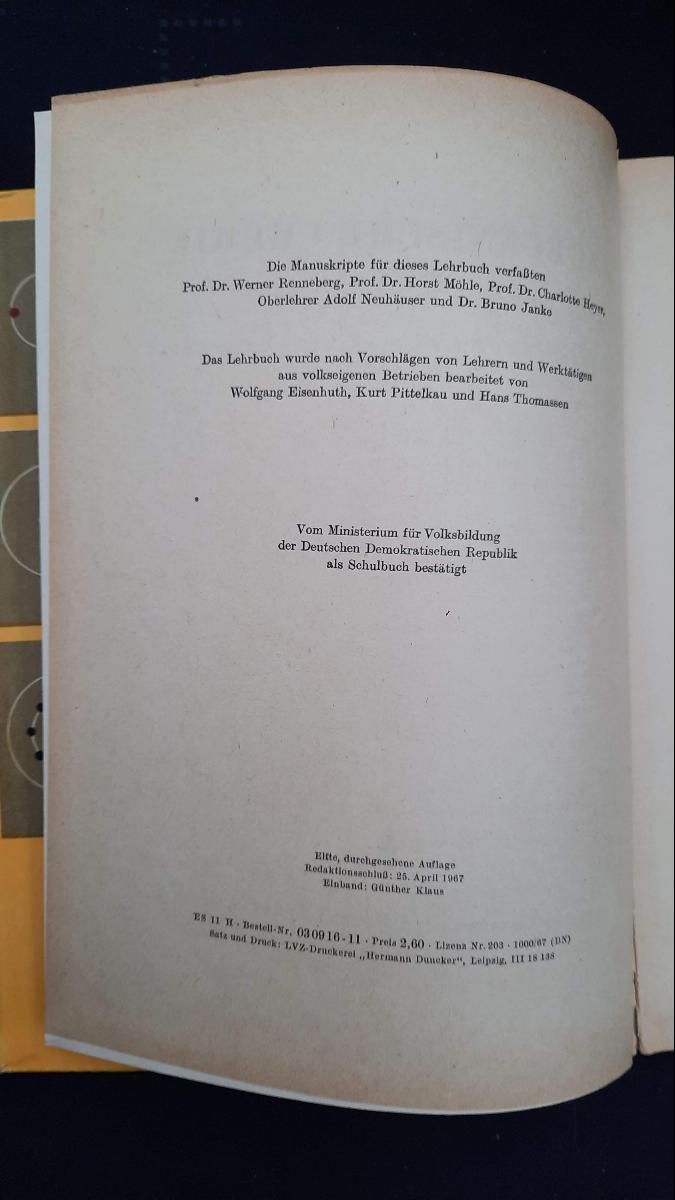 Die Manuskripte für dieses Lehrbuch verfaßten
Prof. Dr. Werner Renneberg, Prof. Dr. Horst Möhle, Prof. Dr. Charlotte Heyer,
Oberlehrer Adolf Neuhäuser und Dr. Bruno Janke
Das Lehrbuch wurde nach Vorschlägen von Lehrern und Werktätigen
aus volkseigenen Betrieben bearbeitet von
Wolfgang Eisenhuth, Kurt Pittelkau und Hans Thomassen
Vom Ministerium für Volksbildung
der Deutschen Demokratischen Republik
als Schulbuch bestätigt
Elfte, durchgesehene Auflage
Redaktionsschluß: 25. April 1967
Einband: Günther Klaus
ES 11 H · Bestell-Nr. 030916-11 · Preis 2,60 · Lizenz Nr. 203 · 1000/67 (DN)
Satz und Druck: LVZ-Druckerei „Hermann Duncker“, Leipzig, III 18 138